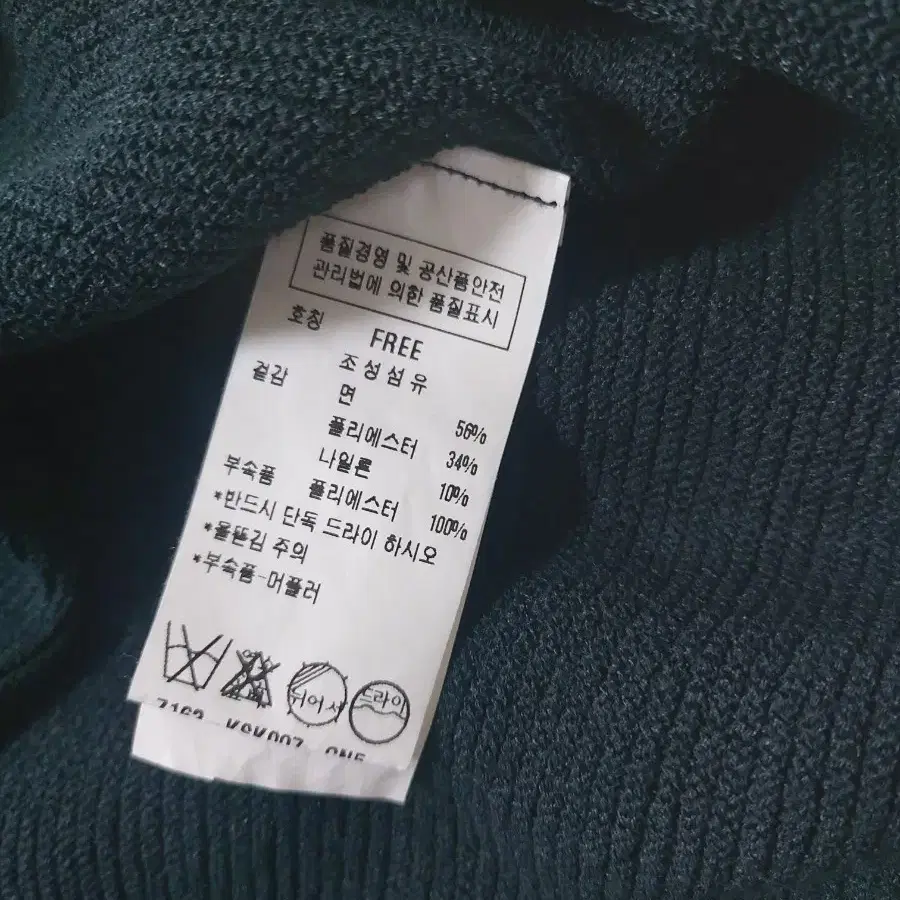 품질경영 및 공산품안전
관리법에 의한 품질표시
호칭 FREE
겉감 조성섬유
면 56%
폴리에스터 34%
나일론 10%
부속품 폴리에스터 100%
*반드시 단독 드라이 하시오
*올뜯김 주의
*부속품-머플러
뉘어서
드라이